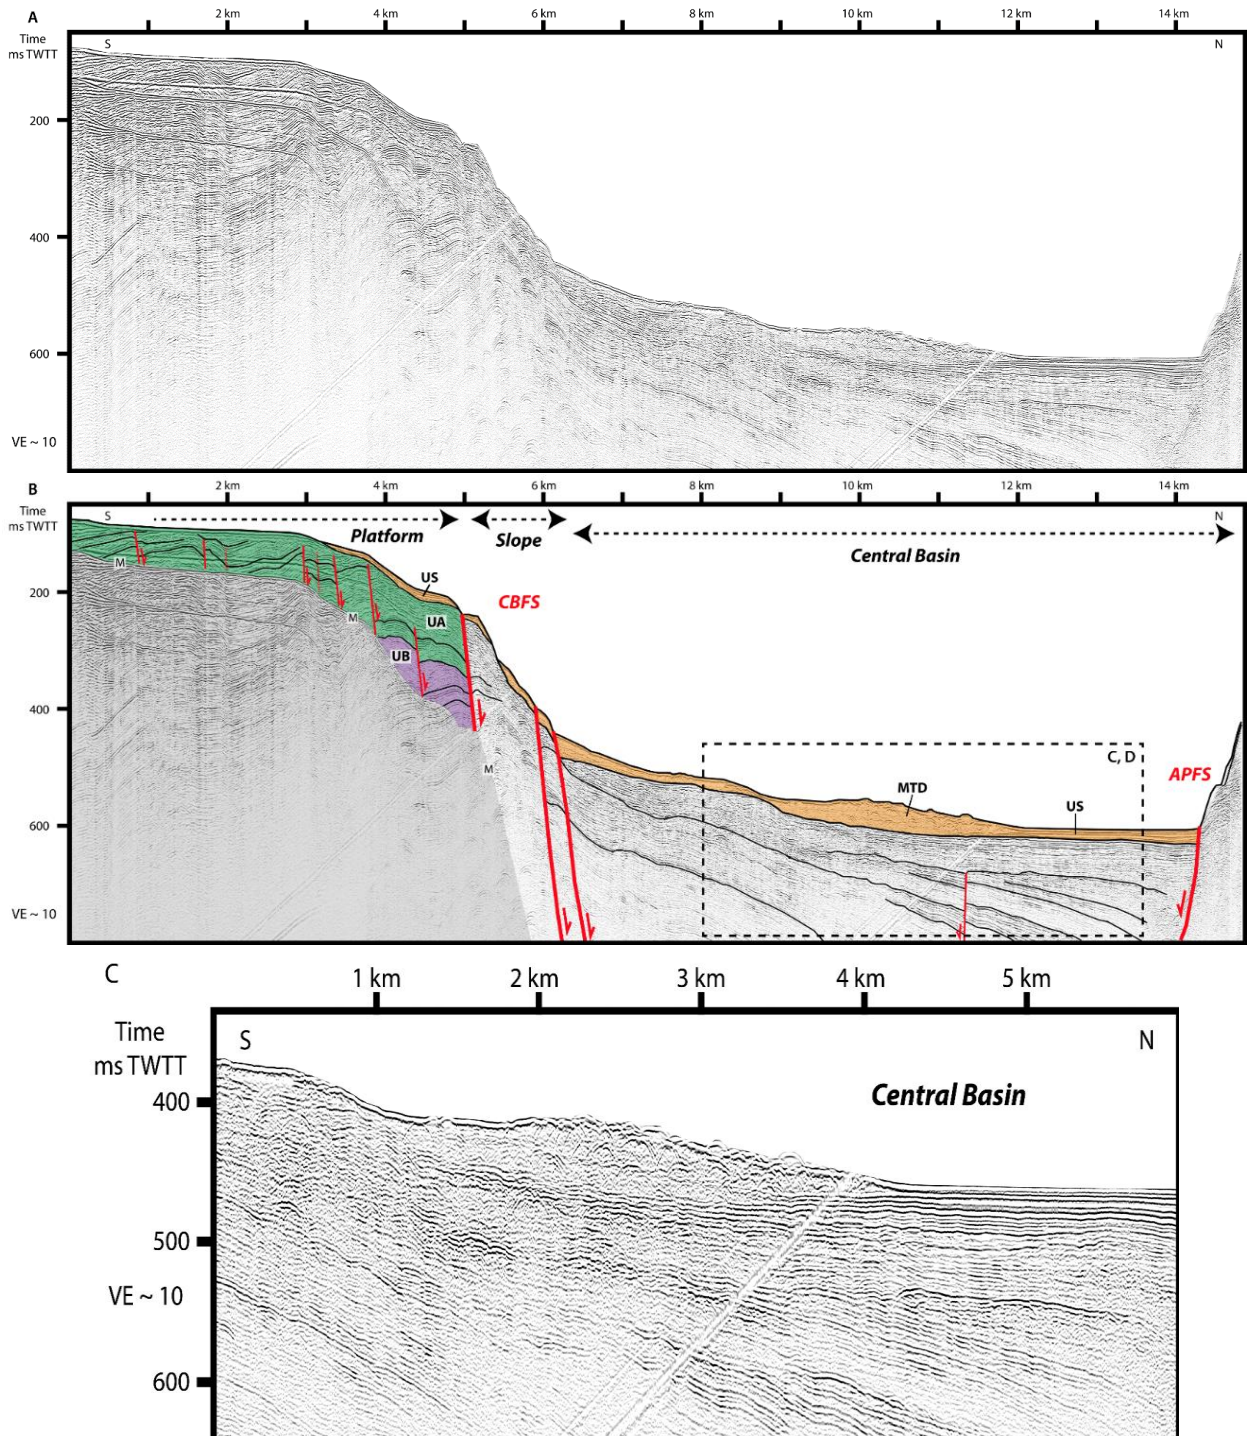 A
2 km 4 km 6 km 8 km 10 km 12 km 14 km
Time
ms TWTT
S
N
200
400
600
VE ~ 10
B
2 km 4 km 6 km 8 km 10 km 12 km 14 km
Time
ms TWTT
S
N
Platform
Slope
Central Basin
M
US
CBFS
200
M
UA
UB
400
M
C, D
APFS
MTD
US
600
VE ~ 10
C
1 km 2 km 3 km 4 km 5 km
Time
ms TWTT
S
N
Central Basin
400
500
VE ~ 10
600